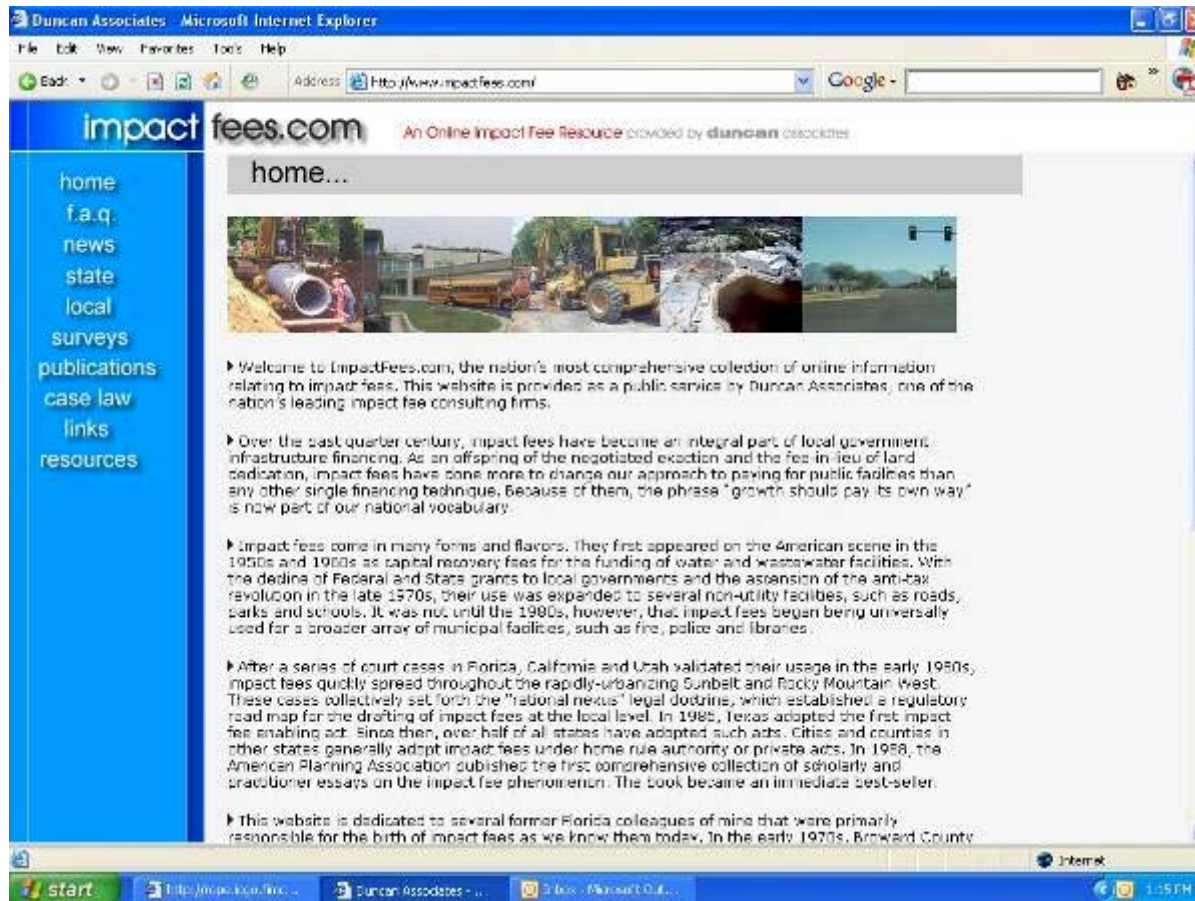 Duncan Associates - Microsoft Internet Explorer
File Edit View Favorites Tools Help
Back Address http://www.impactfees.com/ Google -
impact fees.com An Online Impact Fee Resource provided by duncan associates
home...
home
f.a.q.
news
state
local
surveys
publications
case law
links
resources
Welcome to ImpactFees.com, the nation's most comprehensive collection of online information
relating to impact fees. This website is provided as a public service by Duncan Associates, one of the
nation's leading impact fee consulting firms.
Over the past quarter century, impact fees have become an integral part of local government
infrastructure financing. As an offspring of the negotiated exaction and the fee-in-lieu of land
dedication, impact fees have done more to change our approach to paying for public facilities than
any other single financing technique. Because of them, the phrase "growth should pay its own way"
is now part of our national vocabulary.
Impact fees come in many forms and flavors. They first appeared on the American scene in the
1950s and 1960s as capital recovery fees for the funding of water and wastewater facilities. With
the decline of Federal and State grants to local governments and the ascension of the anti-tax
revolution in the late 1970s, their use was expanded to several non-utility facilities, such as roads,
parks and schools. It was not until the 1980s, however, that impact fees began being universally
used for a broader array of municipal facilities, such as fire, police and libraries.
After a series of court cases in Florida, California and Utah validated their usage in the early 1980s,
impact fees quickly spread throughout the rapidly-urbanizing Sunbelt and Rocky Mountain West.
These cases collectively set forth the "rational nexus" legal doctrine, which established a regulatory
road map for the drafting of impact fees at the local level. In 1986, Texas adopted the first impact
fee enabling act. Since then, over half of all states have adopted such acts. Cities and counties in
other states generally adopt impact fees under home rule authority or private acts. In 1988, the
American Planning Association published the first comprehensive collection of scholarly and
practitioner essays on the impact fee phenomenon. The book became an immediate best-seller.
This website is dedicated to several former Florida colleagues of mine that were primarily
responsible for the birth of impact fees as we know them today. In the early 1970s, Broward County
Internet
start Duncan Associates - ... Inbox - Microsoft Out... 1:15 PM